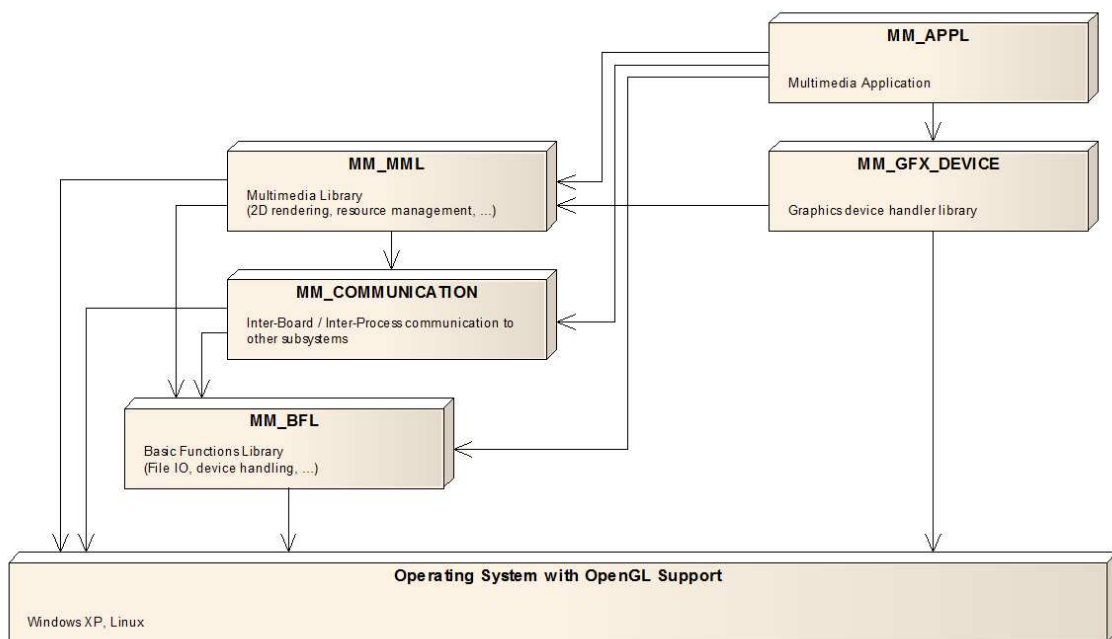 MM_APPL
Multimedia Application
MM_MML
Multimedia Library
(2D rendering, resource management, ...)
MM_GFX_DEVICE
Graphics device handler library
MM_COMMUNICATION
Inter-Board / Inter-Process communication to
other subsystems
MM_BFL
Basic Functions Library
(File IO, device handling, ...)
Operating System with OpenGL Support
Windows XP, Linux